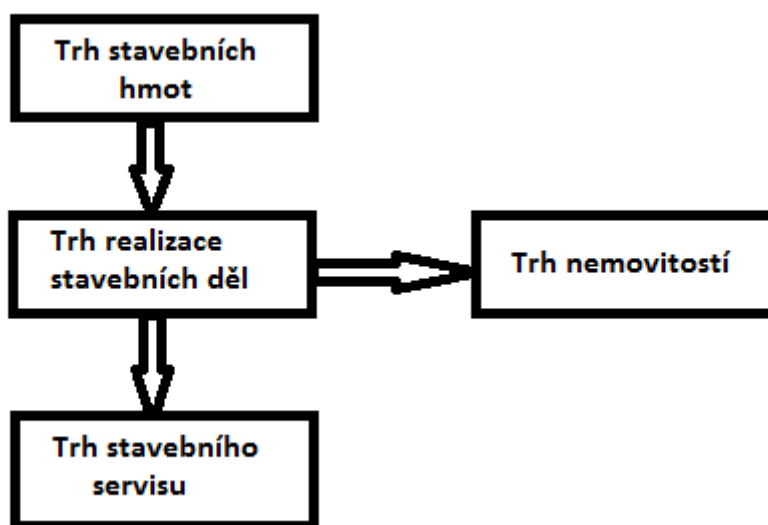 Trh stavebních
hmot
Trh realizace
stavebních děl
Trh nemovitostí
Trh stavebního
servisu